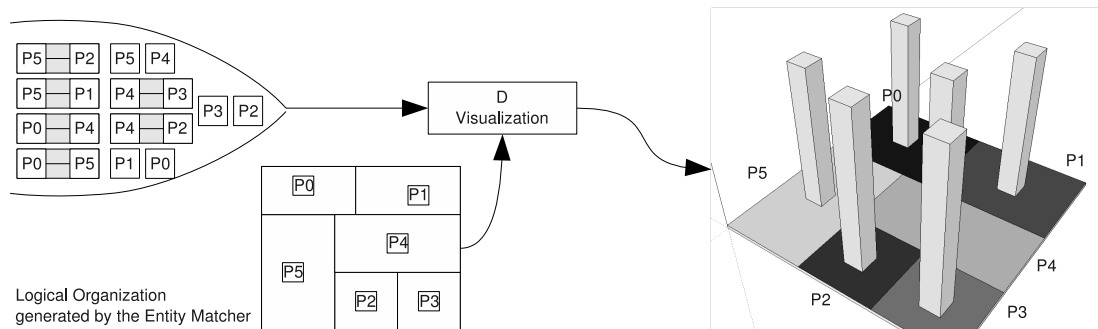 P5 P2 P5 P4
P5 P1 P4 P3
P3 P2
P0 P4 P4 P2
P0 P5 P1 P0
D
Visualization
P0
P1
P4
P5
P2 P3
Logical Organization
generated by the Entity Matcher
P0
P1
P5
P4
P2
P3